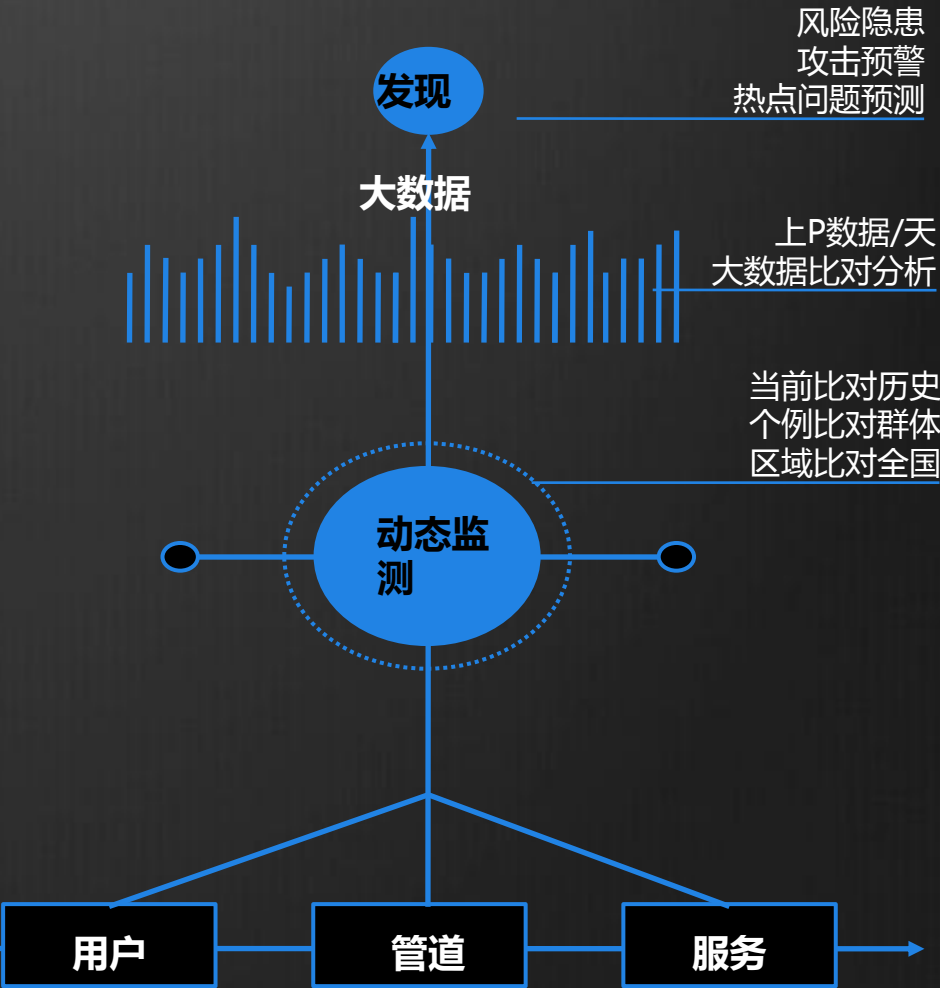 风险隐患
攻击预警
热点问题预测
发现
大数据
上P数据/天
大数据比对分析
当前比对历史
个例比对群体
区域比对全国
动态监
测
用户
管道
服务